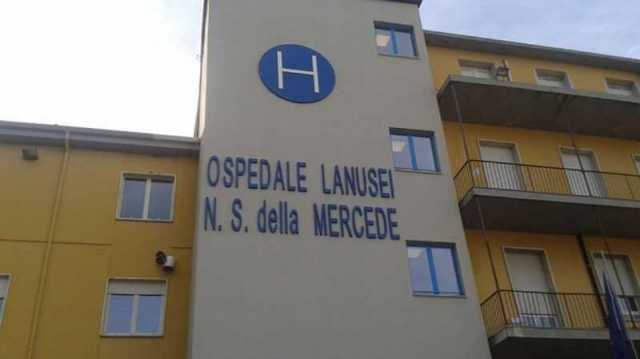 H
OSPEDALE LANUSEI
N. S. della MERCEDE